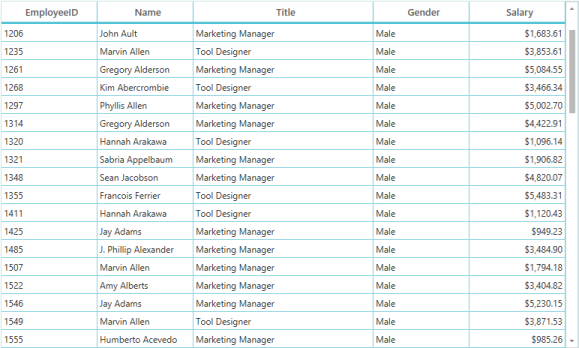 EmployeeID Name Title Gender Salary
1206 John Ault Marketing Manager Male $1,683.61
1235 Marvin Allen Tool Designer Male $3,853.61
1261 Gregory Alderson Marketing Manager Male $5,084.55
1268 Kim Abercrombie Tool Designer Male $3,466.34
1297 Phyllis Allen Marketing Manager Male $5,002.70
1314 Gregory Alderson Marketing Manager Male $4,422.91
1320 Hannah Arakawa Tool Designer Male $1,096.14
1321 Sabria Appelbaum Marketing Manager Male $1,906.82
1348 Sean Jacobson Marketing Manager Male $4,820.07
1355 Francois Ferrier Tool Designer Male $5,483.31
1411 Hannah Arakawa Tool Designer Male $1,120.43
1425 Jay Adams Marketing Manager Male $949.23
1485 J. Phillip Alexander Marketing Manager Male $3,484.90
1507 Marvin Allen Marketing Manager Male $1,794.18
1522 Amy Alberts Marketing Manager Male $3,404.82
1546 Jay Adams Marketing Manager Male $5,230.15
1549 Marvin Allen Tool Designer Male $3,871.53
1555 Humberto Acevedo Marketing Manager Male $985.26